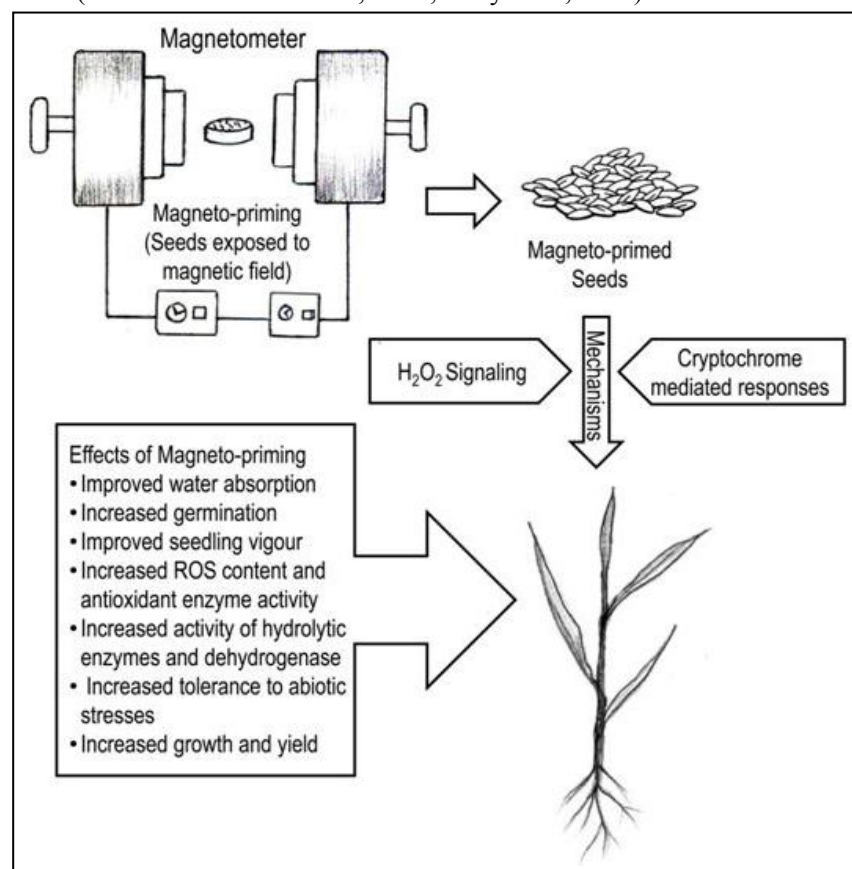 Magnetometer
Magneto-priming
(Seeds exposed to
magnetic field)
Magneto-primed
Seeds
Mechanisms
H₂O₂ Signaling
Cryptochrome
mediated responses
Effects of Magneto-priming
• Improved water absorption
• Increased germination
• Improved seedling vigour
• Increased ROS content and
antioxidant enzyme activity
• Increased activity of hydrolytic
enzymes and dehydrogenase
• Increased tolerance to abiotic
stresses
• Increased growth and yield